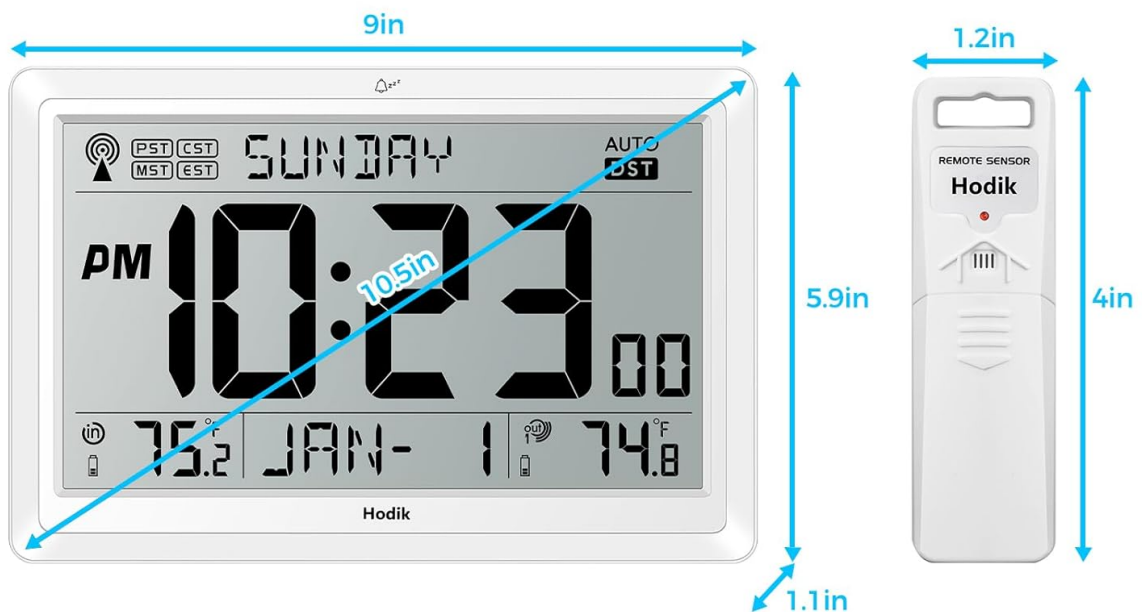 9in
1.2in
zzz
PST CST
MST EST
SUNDAY
AUTO
DST
PM 10:23 00
10.5in
in 75.2°F
JAN- 1
out 1 74.8°F
Hodik
5.9in
1.1in
REMOTE SENSOR
Hodik
4in